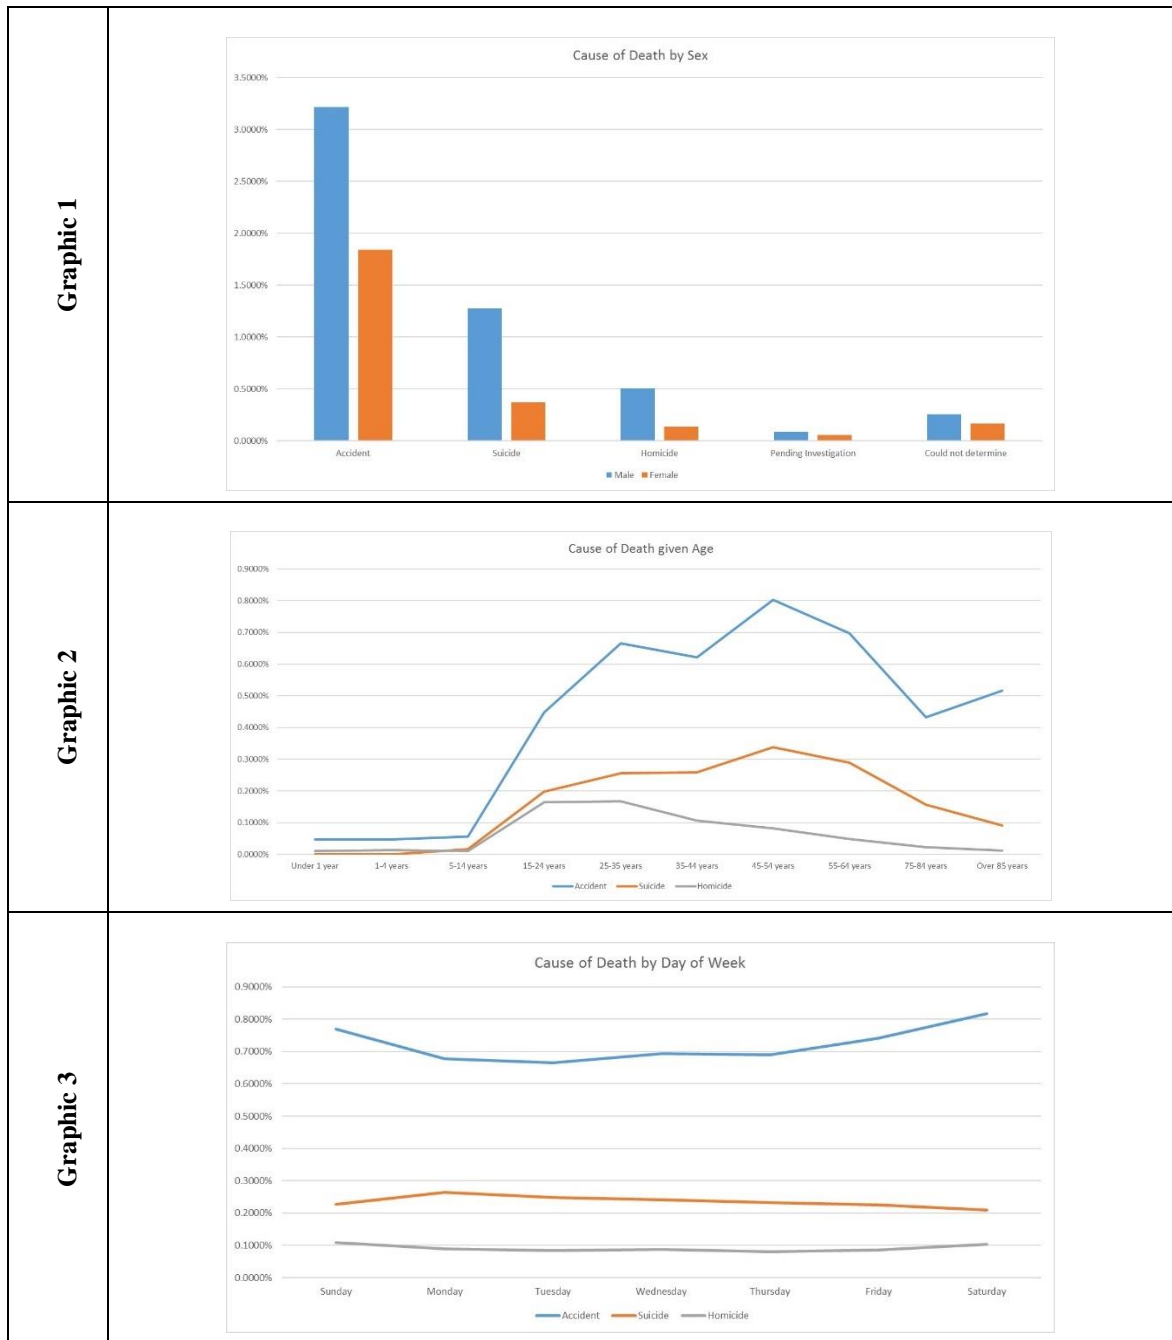 Graphic 1
Cause of Death by Sex
3.5000%
3.0000%
2.5000%
2.0000%
1.5000%
1.0000%
0.5000%
0.0000%
Accident Suicide Homicide Pending Investigation Could not determine
Male Female
Graphic 2
Cause of Death given Age
0.9000%
0.8000%
0.7000%
0.6000%
0.5000%
0.4000%
0.3000%
0.2000%
0.1000%
0.0000%
Under 1 year 1-4 years 5-14 years 15-24 years 25-35 years 35-44 years 45-54 years 55-64 years 75-84 years Over 85 years
Accident Suicide Homicide
Graphic 3
Cause of Death by Day of Week
0.9000%
0.8000%
0.7000%
0.6000%
0.5000%
0.4000%
0.3000%
0.2000%
0.1000%
0.0000%
Sunday Monday Tuesday Wednesday Thursday Friday Saturday
Accident Suicide Homicide